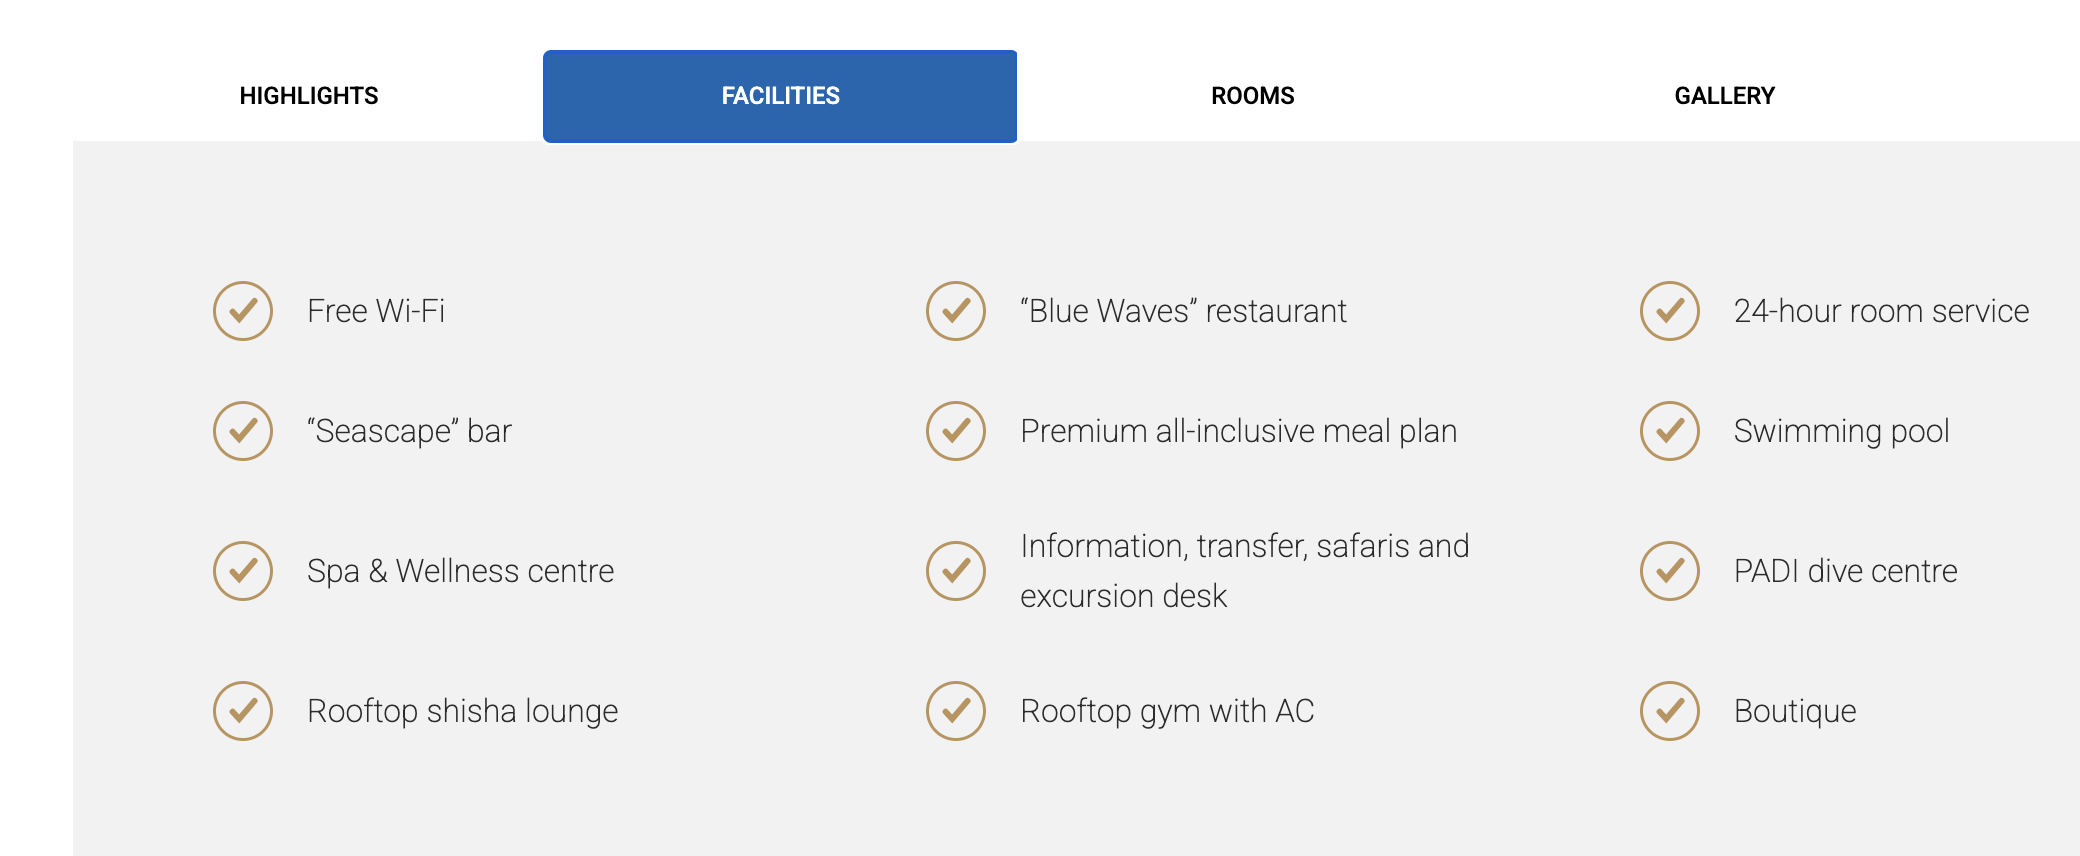 HIGHLIGHTS
FACILITIES
ROOMS
GALLERY
Free Wi-Fi
“Blue Waves” restaurant
24-hour room service
“Seascape” bar
Premium all-inclusive meal plan
Swimming pool
Spa & Wellness centre
Information, transfer, safaris and
excursion desk
PADI dive centre
Rooftop shisha lounge
Rooftop gym with AC
Boutique